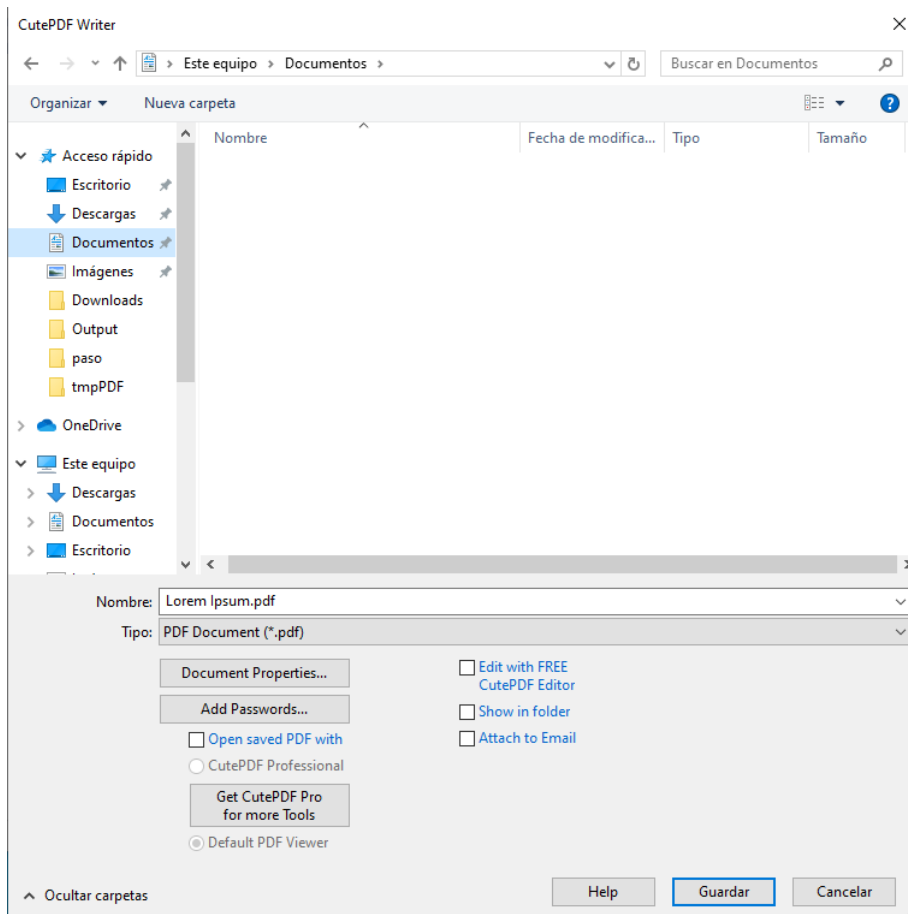 CutePDF Writer
Este equipo > Documentos >
Buscar en Documentos
Organizar
Nueva carpeta
?
Nombre
Fecha de modifica...
Tipo
Tamaño
Acceso rápido
Escritorio
Descargas
Documentos
Imágenes
Downloads
Output
paso
tmpPDF
OneDrive
Este equipo
Descargas
Documentos
Escritorio
Nombre: Lorem Ipsum.pdf
Tipo: PDF Document (*.pdf)
Document Properties...
Add Passwords...
Open saved PDF with
CutePDF Professional
Get CutePDF Pro
for more Tools
Default PDF Viewer
Edit with FREE
CutePDF Editor
Show in folder
Attach to Email
Ocultar carpetas
Help
Guardar
Cancelar